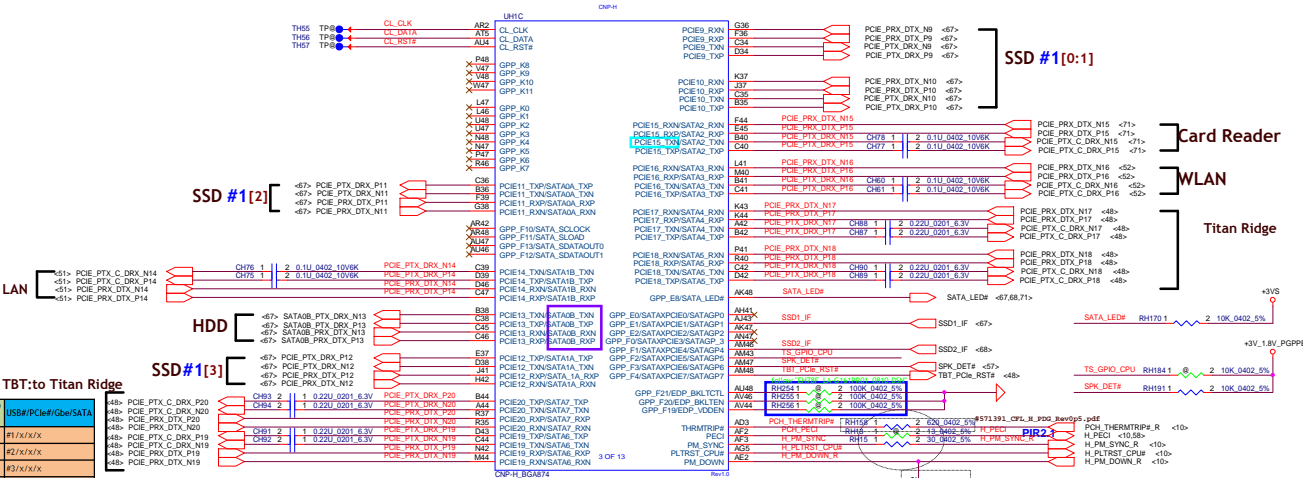 CNP-H
UH1C
TH55 TP@ CL_CLK AR2 CL_CLK
TH56 TP@ CL_DATA AT5 CL_DATA
TH57 TP@ CL_RST# AU4 CL_RST#
P48 GPP_K8
V47 GPP_K9
V48 GPP_K10
W47 GPP_K11
L47 GPP_K0
L46 GPP_K1
U48 GPP_K2
U47 GPP_K3
N48 GPP_K4
N47 GPP_K5
P47 GPP_K6
R46 GPP_K7
SSD #1[2]
<67> PCIE_PTX_DRX_P11 C36 PCIE11_TXP/SATA0A_TXP
<67> PCIE_PTX_DRX_N11 B36 PCIE11_TXN/SATA0A_TXN
<67> PCIE_PRX_DTX_P11 F39 PCIE11_RXP/SATA0A_RXP
<67> PCIE_PRX_DTX_N11 G38 PCIE11_RXN/SATA0A_RXN
AR42 GPP_F10/SATA_SCLOCK
AR48 GPP_F11/SATA_SLOAD
AU47 GPP_F13/SATA_SDATAOUT0
AU46 GPP_F12/SATA_SDATAOUT1
LAN
<51> PCIE_PTX_C_DRX_N14 CH76 1 2 0.1U_0402_10V6K PCIE_PTX_DRX_N14 C39 PCIE14_TXN/SATA1B_TXN
<51> PCIE_PTX_C_DRX_P14 CH75 1 2 0.1U_0402_10V6K PCIE_PTX_DRX_P14 D39 PCIE14_TXP/SATA1B_TXP
<51> PCIE_PRX_DTX_N14 PCIE_PRX_DTX_N14 D46 PCIE14_RXN/SATA1B_RXN
<51> PCIE_PRX_DTX_P14 PCIE_PRX_DTX_P14 C47 PCIE14_RXP/SATA1B_RXP
HDD
<67> SATA0B_PTX_DRX_N13 B38 PCIE13_TXN/SATA0B_TXN
<67> SATA0B_PTX_DRX_P13 C38 PCIE13_TXP/SATA0B_TXP
<67> SATA0B_PRX_DTX_N13 C45 PCIE13_RXN/SATA0B_RXN
<67> SATA0B_PRX_DTX_P13 C46 PCIE13_RXP/SATA0B_RXP
SSD#1[3]
<67> PCIE_PTX_DRX_P12 E37 PCIE12_TXP/SATA1A_TXP
<67> PCIE_PTX_DRX_N12 D38 PCIE12_TXN/SATA1A_TXN
<67> PCIE_PRX_DTX_P12 J41 PCIE12_RXP/SATA1A_RXP
<67> PCIE_PRX_DTX_N12 H42 PCIE12_RXN/SATA1A_RXN
TBT:to Titan Ridge
<48> PCIE_PTX_C_DRX_P20 CH93 2 1 0.22U_0201_6.3V PCIE_PTX_DRX_P20 B44 PCIE20_TXP/SATA7_TXP
<48> PCIE_PTX_C_DRX_N20 CH94 2 1 0.22U_0201_6.3V PCIE_PTX_DRX_N20 A44 PCIE20_TXN/SATA7_TXN
<48> PCIE_PRX_DTX_P20 PCIE_PRX_DTX_P20 R37 PCIE20_RXP/SATA7_RXP
<48> PCIE_PRX_DTX_N20 PCIE_PRX_DTX_N20 R35 PCIE20_RXN/SATA7_RXN
<48> PCIE_PTX_C_DRX_P19 CH91 2 1 0.22U_0201_6.3V PCIE_PTX_DRX_P19 D43 PCIE19_TXP/SATA6_TXP
<48> PCIE_PTX_C_DRX_N19 CH92 2 1 0.22U_0201_6.3V PCIE_PTX_DRX_N19 C44 PCIE19_TXN/SATA6_TXN
<48> PCIE_PRX_DTX_P19 PCIE_PRX_DTX_P19 N42 PCIE19_RXP/SATA6_RXP
<48> PCIE_PRX_DTX_N19 PCIE_PRX_DTX_N19 M44 PCIE19_RXN/SATA6_RXN
USB#/PCIe#/Gbe/SATA
#1/x/x/x
#2/x/x/x
#3/x/x/x
CNP-H_BGA874
3 OF 13
Rev1.0
PCIE9_RXN G36 PCIE_PRX_DTX_N9 <67>
PCIE9_RXP F36 PCIE_PRX_DTX_P9 <67>
PCIE9_TXN C34 PCIE_PTX_DRX_N9 <67>
PCIE9_TXP D34 PCIE_PTX_DRX_P9 <67>
SSD #1[0:1]
PCIE10_RXN K37 PCIE_PRX_DTX_N10 <67>
PCIE10_RXP J37 PCIE_PRX_DTX_P10 <67>
PCIE10_TXN C35 PCIE_PTX_DRX_N10 <67>
PCIE10_TXP B35 PCIE_PTX_DRX_P10 <67>
PCIE15_RXN/SATA2_RXN F44 PCIE_PRX_DTX_N15 PCIE_PRX_DTX_N15 <71>
PCIE15_RXP/SATA2_RXP E45 PCIE_PRX_DTX_P15 PCIE_PRX_DTX_P15 <71>
PCIE15_TXN/SATA2_TXN B40 PCIE_PTX_DRX_N15 CH78 1 2 0.1U_0402_10V6K PCIE_PTX_C_DRX_N15 <71>
PCIE15_TXP/SATA2_TXP C40 PCIE_PTX_DRX_P15 CH77 1 2 0.1U_0402_10V6K PCIE_PTX_C_DRX_P15 <71>
Card Reader
PCIE16_RXN/SATA3_RXN L41 PCIE_PRX_DTX_N16 PCIE_PRX_DTX_N16 <52>
PCIE16_RXP/SATA3_RXP M40 PCIE_PRX_DTX_P16 PCIE_PRX_DTX_P16 <52>
PCIE16_TXN/SATA3_TXN B41 PCIE_PTX_DRX_N16 CH60 1 2 0.1U_0402_10V6K PCIE_PTX_C_DRX_N16 <52>
PCIE16_TXP/SATA3_TXP C41 PCIE_PTX_DRX_P16 CH61 1 2 0.1U_0402_10V6K PCIE_PTX_C_DRX_P16 <52>
WLAN
PCIE17_RXN/SATA4_RXN K43 PCIE_PRX_DTX_N17 PCIE_PRX_DTX_N17 <48>
PCIE17_RXP/SATA4_RXP K44 PCIE_PRX_DTX_P17 PCIE_PRX_DTX_P17 <48>
PCIE17_TXN/SATA4_TXN A42 PCIE_PTX_DRX_N17 CH88 1 2 0.22U_0201_6.3V PCIE_PTX_C_DRX_N17 <48>
PCIE17_TXP/SATA4_TXP B42 PCIE_PTX_DRX_P17 CH87 1 2 0.22U_0201_6.3V PCIE_PTX_C_DRX_P17 <48>
Titan Ridge
PCIE18_RXN/SATA5_RXN P41 PCIE_PRX_DTX_N18 PCIE_PRX_DTX_N18 <48>
PCIE18_RXP/SATA5_RXP R40 PCIE_PRX_DTX_P18 PCIE_PRX_DTX_P18 <48>
PCIE18_TXN/SATA5_TXN C42 PCIE_PTX_DRX_N18 CH90 1 2 0.22U_0201_6.3V PCIE_PTX_C_DRX_N18 <48>
PCIE18_TXP/SATA5_TXP D42 PCIE_PTX_DRX_P18 CH89 1 2 0.22U_0201_6.3V PCIE_PTX_C_DRX_P18 <48>
GPP_E8/SATA_LED# AK48 SATA_LED# SATA_LED# <67,68,71>
GPP_E0/SATAXPCIE0/SATAGP0 AH41
GPP_E1/SATAXPCIE1/SATAGP1 AJ43 SSD1_IF SSD1_IF <67>
GPP_E2/SATAXPCIE2/SATAGP2 AK47
GPP_F0/SATAXPCIE3/SATAGP_3 AN47
GPP_F1/SATAXPCIE4/SATAGP4 AM46 SSD2_IF SSD2_IF <68>
GPP_F2/SATAXPCIE5/SATAGP5 AM43 TS_GPIO_CPU
GPP_F3/SATAXPCIE6/SATAGP6 AM47 SPK_DET# SPK_DET# <57>
GPP_F4/SATAXPCIE7/SATAGP7 AM48 TBT_PCIe_RST# TBT_PCIe_RST# <48>
GPP_F21/EDP_BKLTCTL AU48 RH254 1 @ 2 100K_0402_5%
GPP_F20/EDP_BKLTEN AV46 RH255 1 @ 2 100K_0402_5%
GPP_F19/EDP_VDDEN AV44 RH256 1 @ 2 100K_0402_5%
#571391_CFL_H_PDG_Rev0p5.pdf
THRMTRIP# AD3 PCH_THERMTRIP# RH158 1 2 620_0402_5% PCH_THERMTRIP#_R <10>
PECI AF2 PCH_PECI 1 2 13_0402_5% H_PECI H_PECI <10,58>
PM_SYNC AF3 H_PM_SYNC RH15 1 2 30_0402_5% H_PM_SYNC_R H_PM_SYNC_R <10>
PLTRST_CPU# AG5 H_PLTRST_CPU# H_PLTRST_CPU# <10>
PM_DOWN AE2 H_PM_DOWN_R H_PM_DOWN_R <10>
PIR2.1
+3VS
SATA_LED# RH170 1 2 10K_0402_5%
+3V_1.8V_PGPPE
TS_GPIO_CPU RH184 1 @ 2 10K_0402_5%
SPK_DET# RH191 1 2 10K_0402_5%